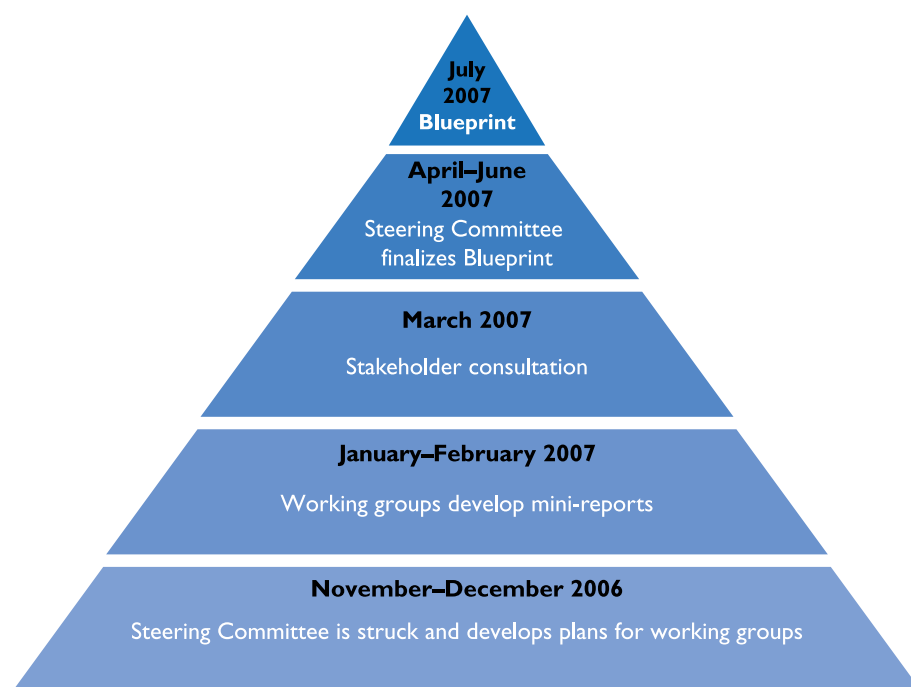 July
2007
Blueprint
April–June
2007
Steering Committee
finalizes Blueprint
March 2007
Stakeholder consultation
January–February 2007
Working groups develop mini-reports
November–December 2006
Steering Committee is struck and develops plans for working groups